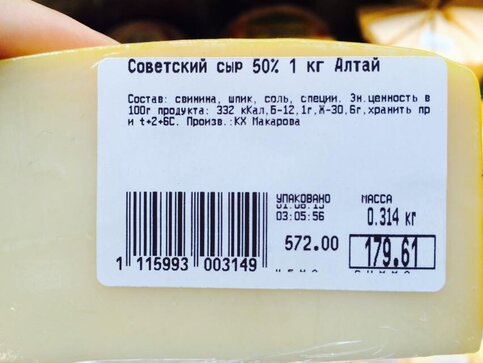 Советский сыр 50% 1 кг Алтай
Состав: свинина, шпик, соль, специи. Эн.ценность в
100г продукта: 332 кКал,Б-12,1г,Ж-30,6г,хранить пр
и t+2+6С. Произв.:КХ Макарова
УПАКОВАНО МАССА
03:05:56 0.314 кг
572.00 179.61
1 115993 003149